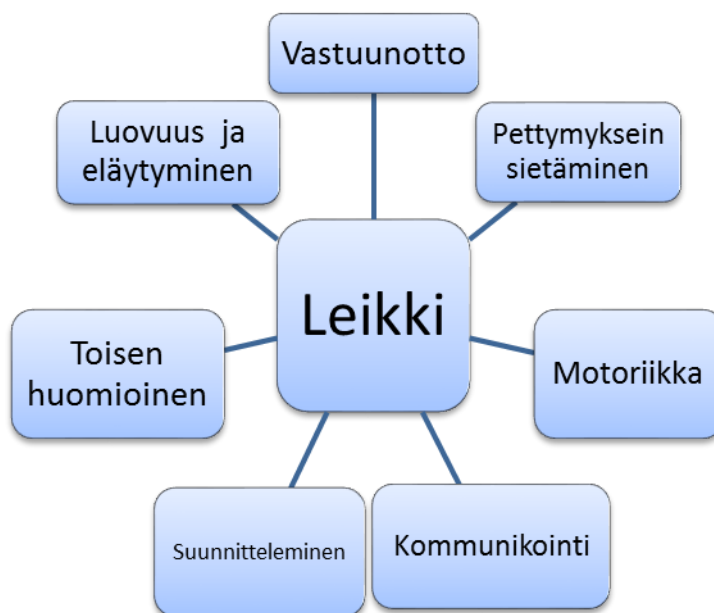 Vastuunotto
Luovuus ja
eläytyminen
Pettymyksein
sietäminen
Leikki
Toisen
huomioinen
Motoriikka
Suunnitteleminen
Kommunikointi